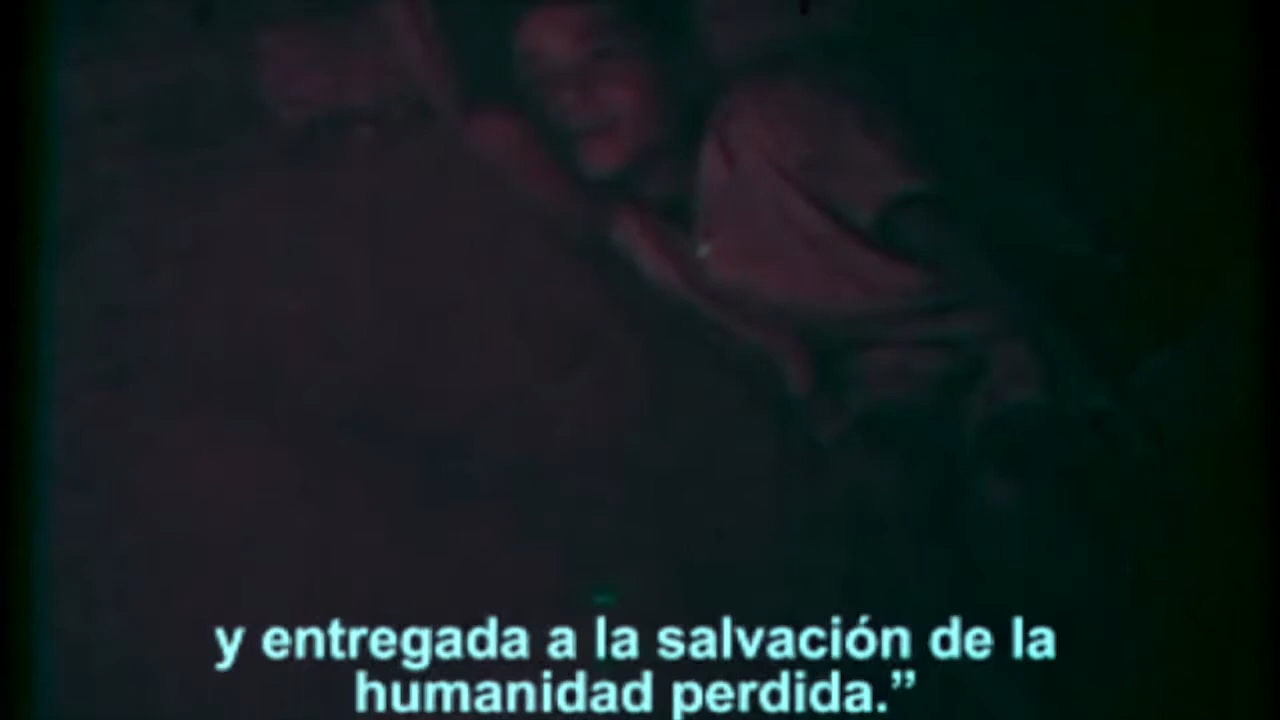 y entregada a la salvación de la
humanidad perdida.”